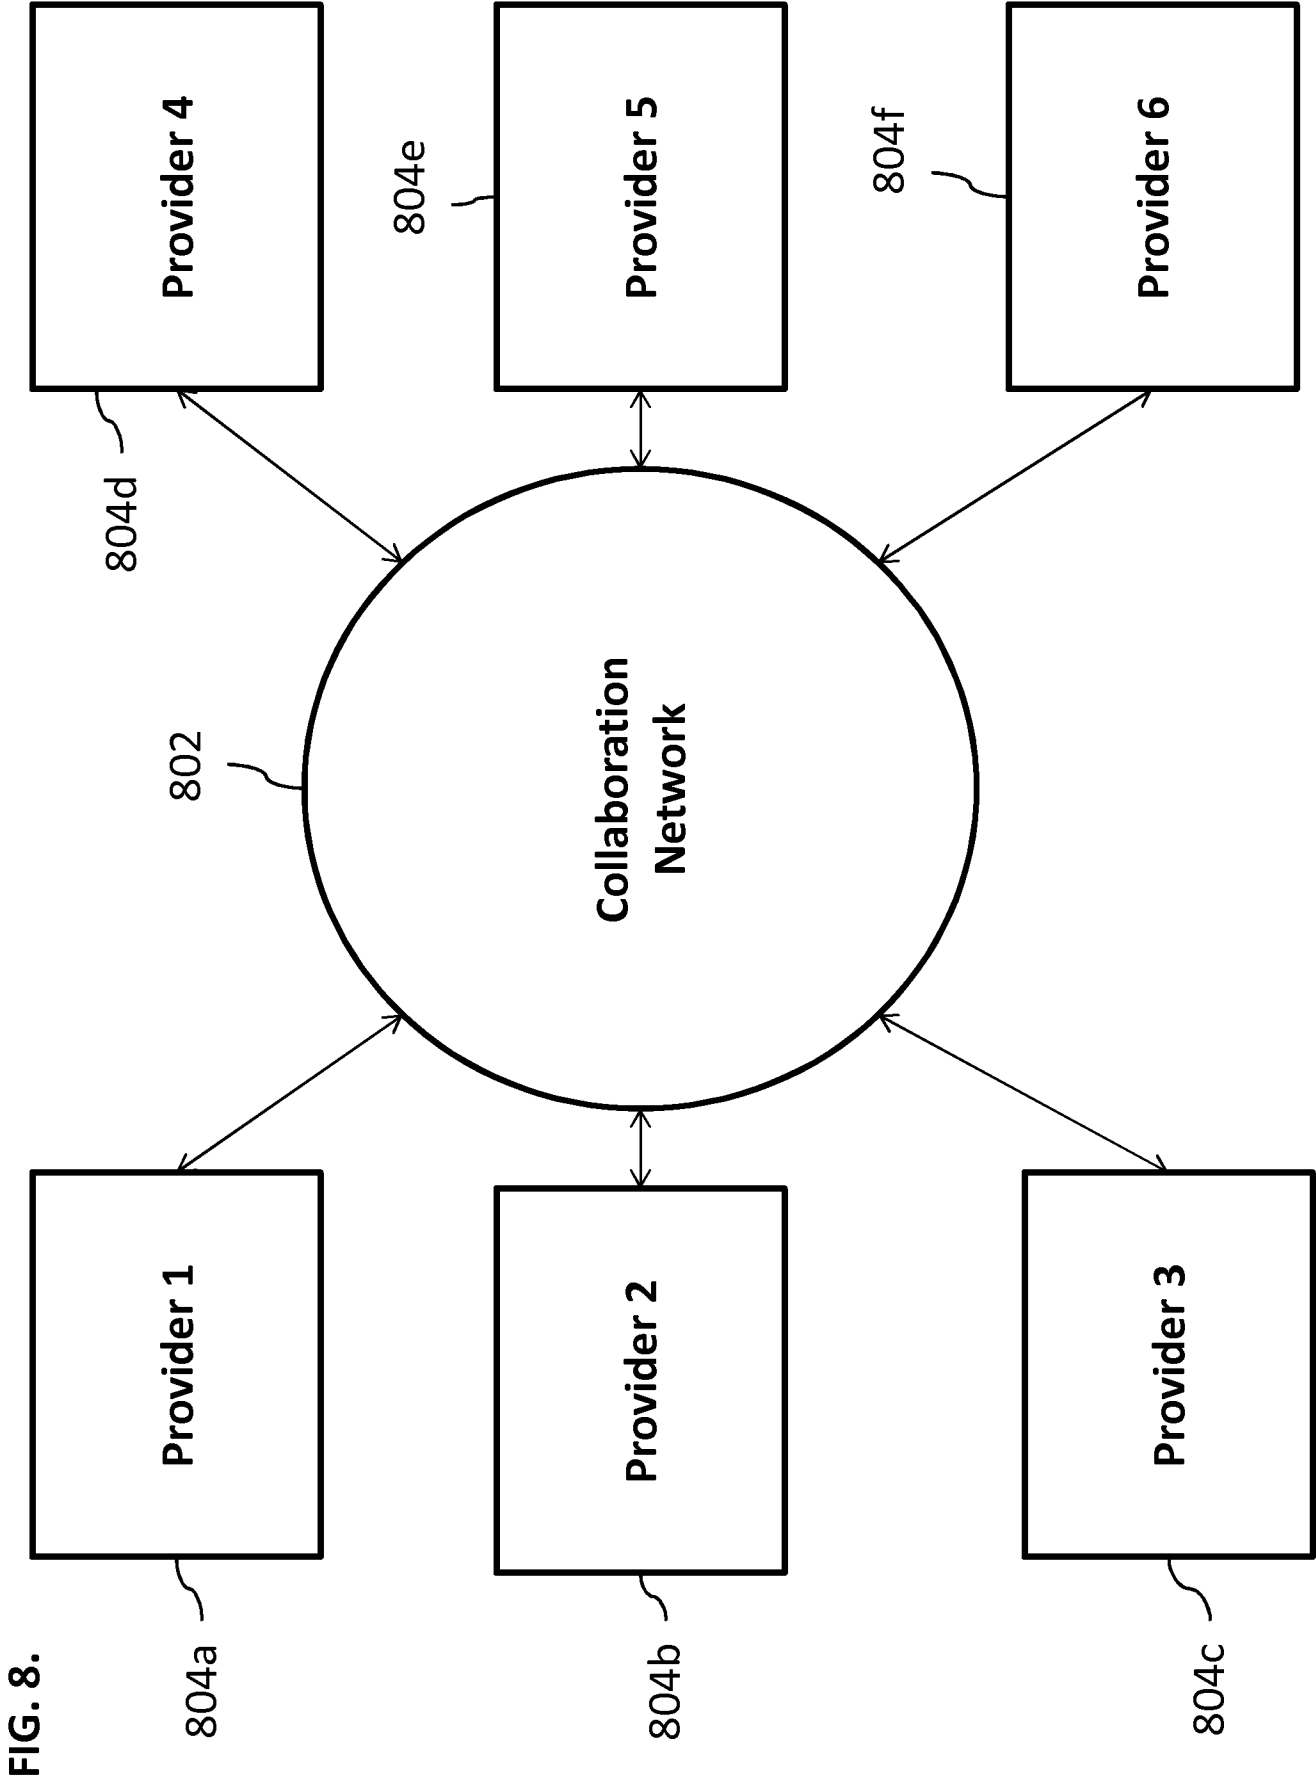 FIG. 8.
804a
Provider 1
804b
Provider 2
804c
Provider 3
802
Collaboration
Network
804d
Provider 4
804e
Provider 5
804f
Provider 6